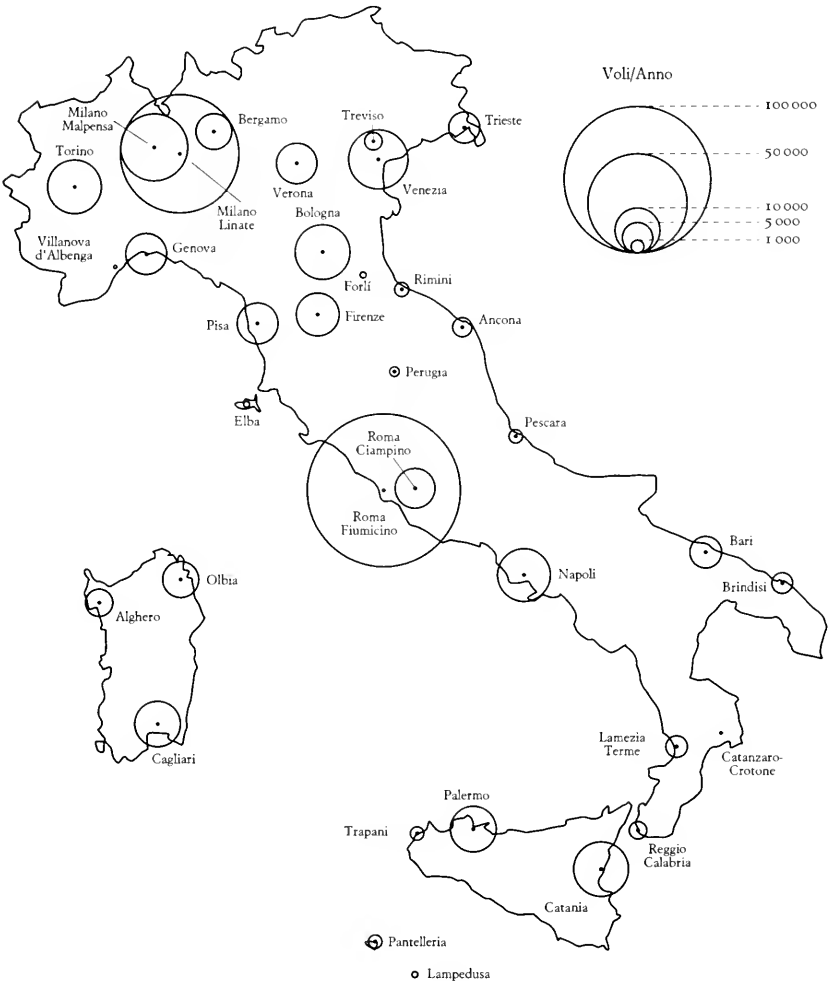 Voli/Anno
100 000
50 000
10 000
5 000
1 000
Milano
Malpensa
Bergamo
Treviso
Trieste
Torino
Verona
Venezia
Milano
Linate
Bologna
Villanova
d'Albenga
Genova
Forlí
Rimini
Pisa
Firenze
Ancona
Perugia
Elba
Pescara
Roma
Ciampino
Roma
Fiumicino
Bari
Napoli
Brindisi
Olbia
Alghero
Cagliari
Lamezia
Terme
Catanzaro-
Crotone
Palermo
Trapani
Reggio
Calabria
Catania
Pantelleria
Lampedusa